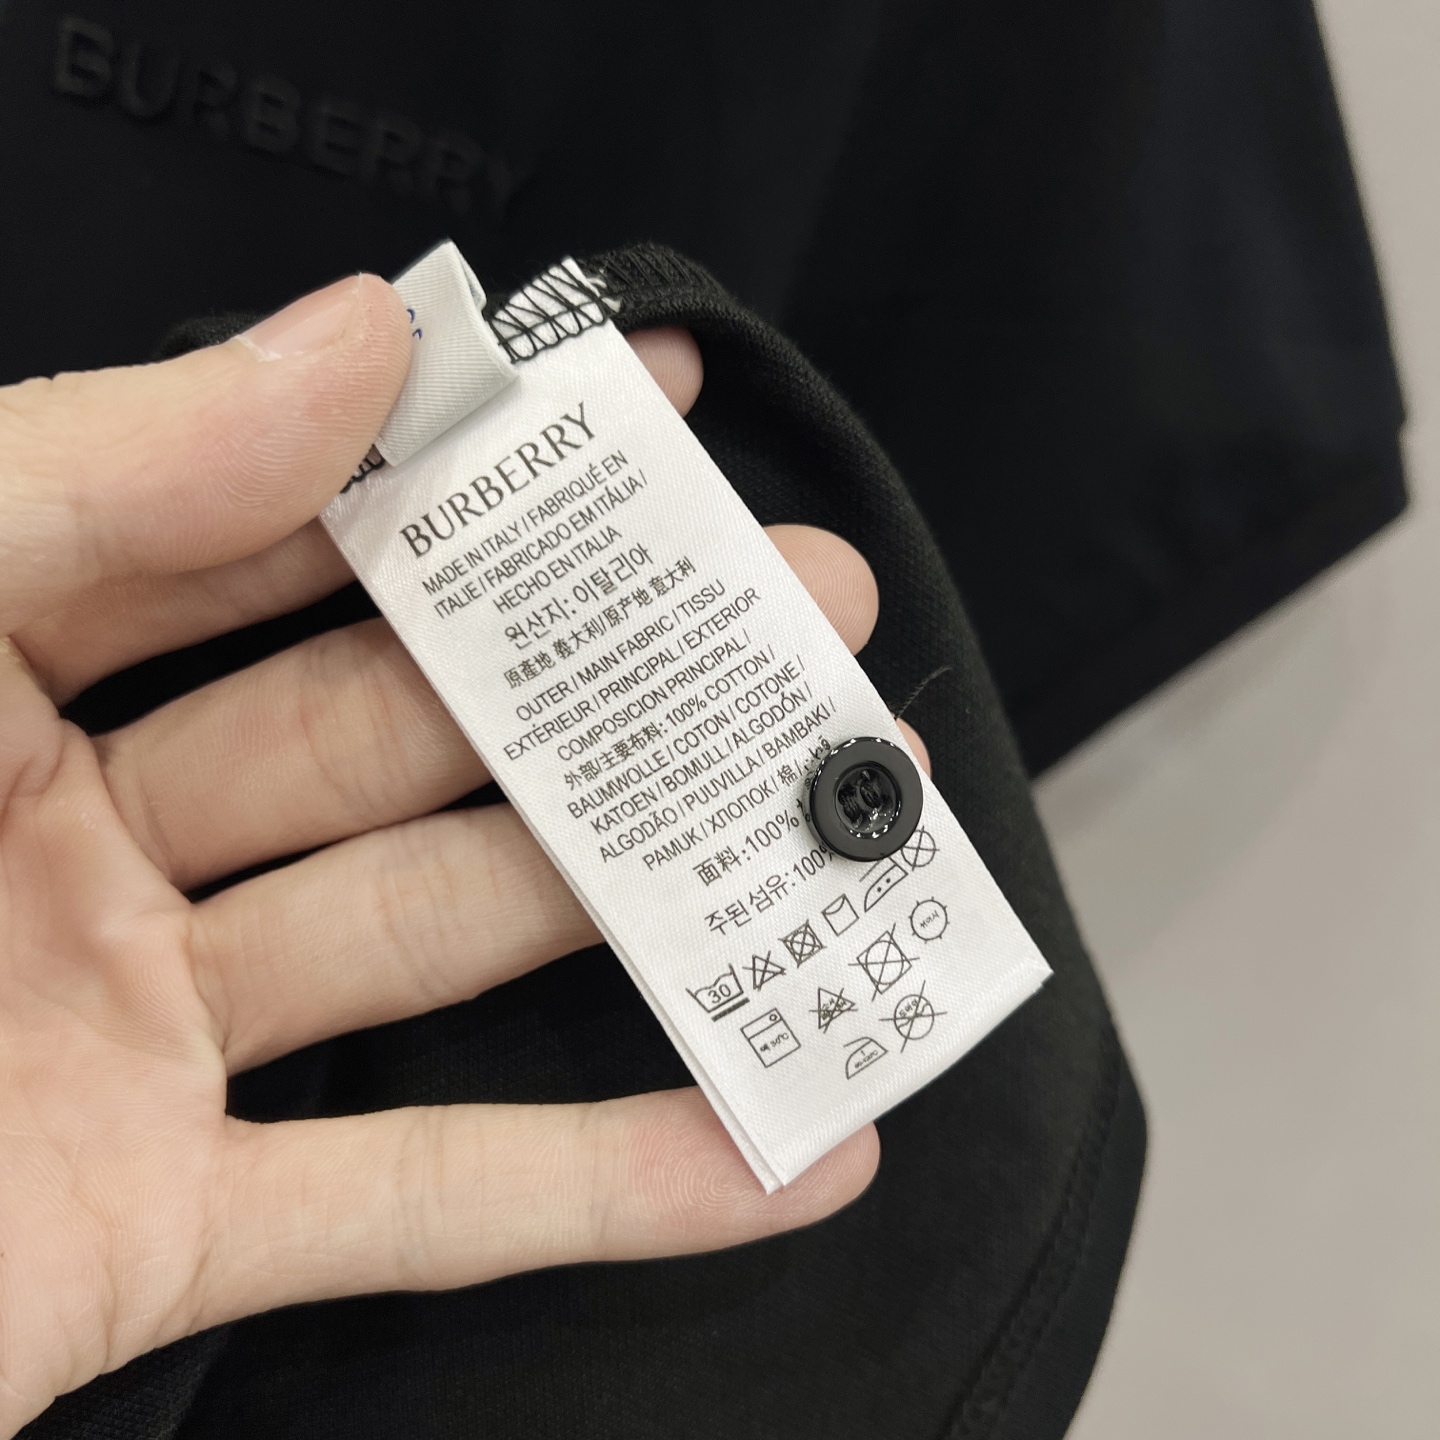 BURBERRY
BURBERRY
MADE IN ITALY / FABRIQUÉ EN
ITALIE / FABRICADO EM ITÁLIA /
HECHO EN ITALIA
원산지: 이탈리아
原產地 義大利/原产地 意大利
OUTER / MAIN FABRIC / TISSU
EXTÉRIEUR / PRINCIPAL / EXTERIOR
COMPOSICION PRINCIPAL /
外部/主要布料: 100% COTTON /
BAUMWOLLE / COTON / COTONE /
KATOEN / BOMULL / ALGODÓN /
ALGODÃO / PUUVILLA / BAMBAKI /
PAMUK / ХЛОПОК / 棉/
面料: 100%
주된 섬유: 100%
30